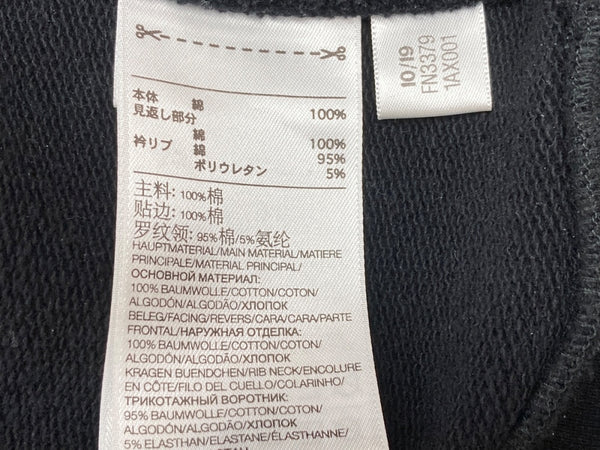 本体 綿
見返し部分 100%
綿 100%
衿リブ 綿 95%
ポリウレタン 5%
主料: 100%棉
贴边: 100%棉
罗纹领: 95%棉/5%氨纶
HAUPTMATERIAL/MAIN MATERIAL/MATIERE
PRINCIPALE/MATERIAL PRINCIPAL/
ОСНОВНОЙ МАТЕРИАЛ:
100% BAUMWOLLE/COTTON/COTON/
ALGODÓN/ALGODÃO/ХЛОПОК
BELEG/FACING/REVERS/CARA/CARA/PARTE
FRONTAL/НАРУЖНАЯ ОТДЕЛКА:
100% BAUMWOLLE/COTTON/COTON/
ALGODÓN/ALGODÃO/ХЛОПОК
KRAGEN BUENDCHEN/RIB NECK/ENCOLURE
EN CÔTE/FILO DEL CUELLO/COLARINHO/
ТРИКОТАЖНЫЙ ВОРОТНИК:
95% BAUMWOLLE/COTTON/COTON/
ALGODÓN/ALGODÃO/ХЛОПОК
5% ELASTHAN/ELASTANE/ÉLASTHANNE/
10/19
FN3379
1AX001